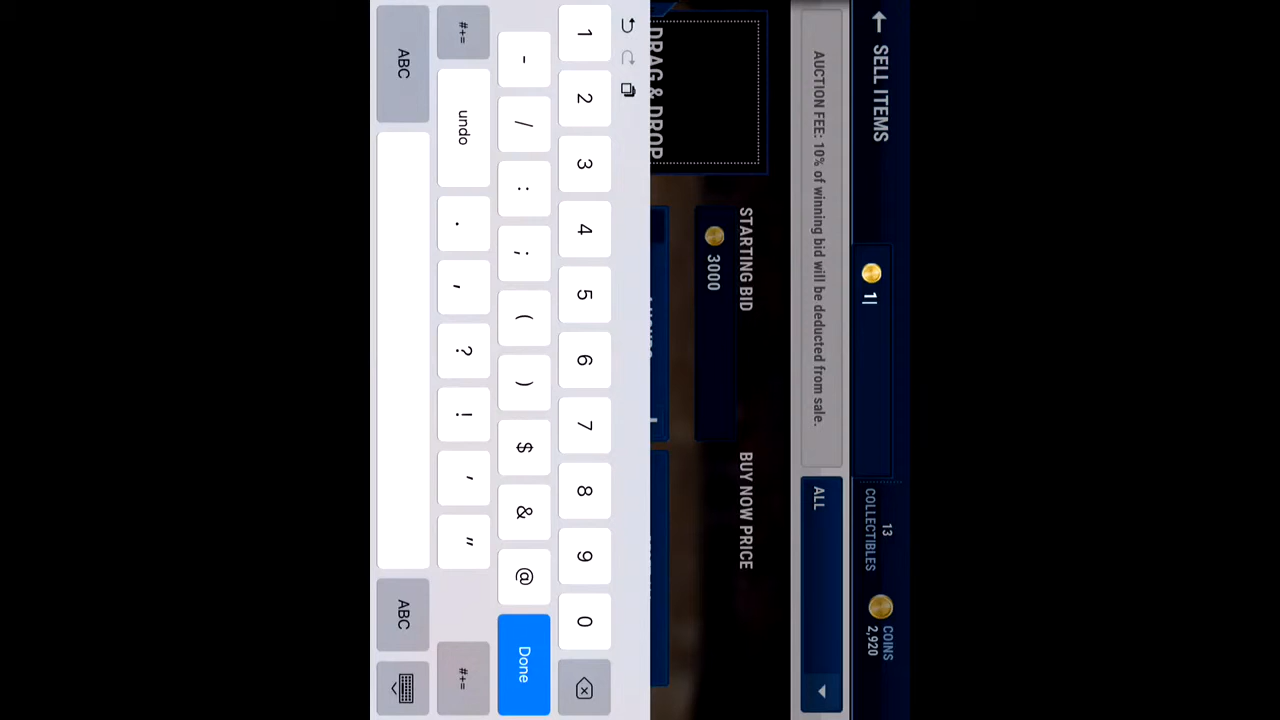 SELL ITEMS
1
13
COLLECTIBLES
COINS
2,920
AUCTION FEE: 10% of winning bid will be deducted from sale.
ALL
STARTING BID
BUY NOW PRICE
3000
DRAG & DROP
1 2 3 4 5 6 7 8 9 0
- / : ; ( ) $ & @ Done
#+= undo . , ? ! ' " #+=
ABC ABC